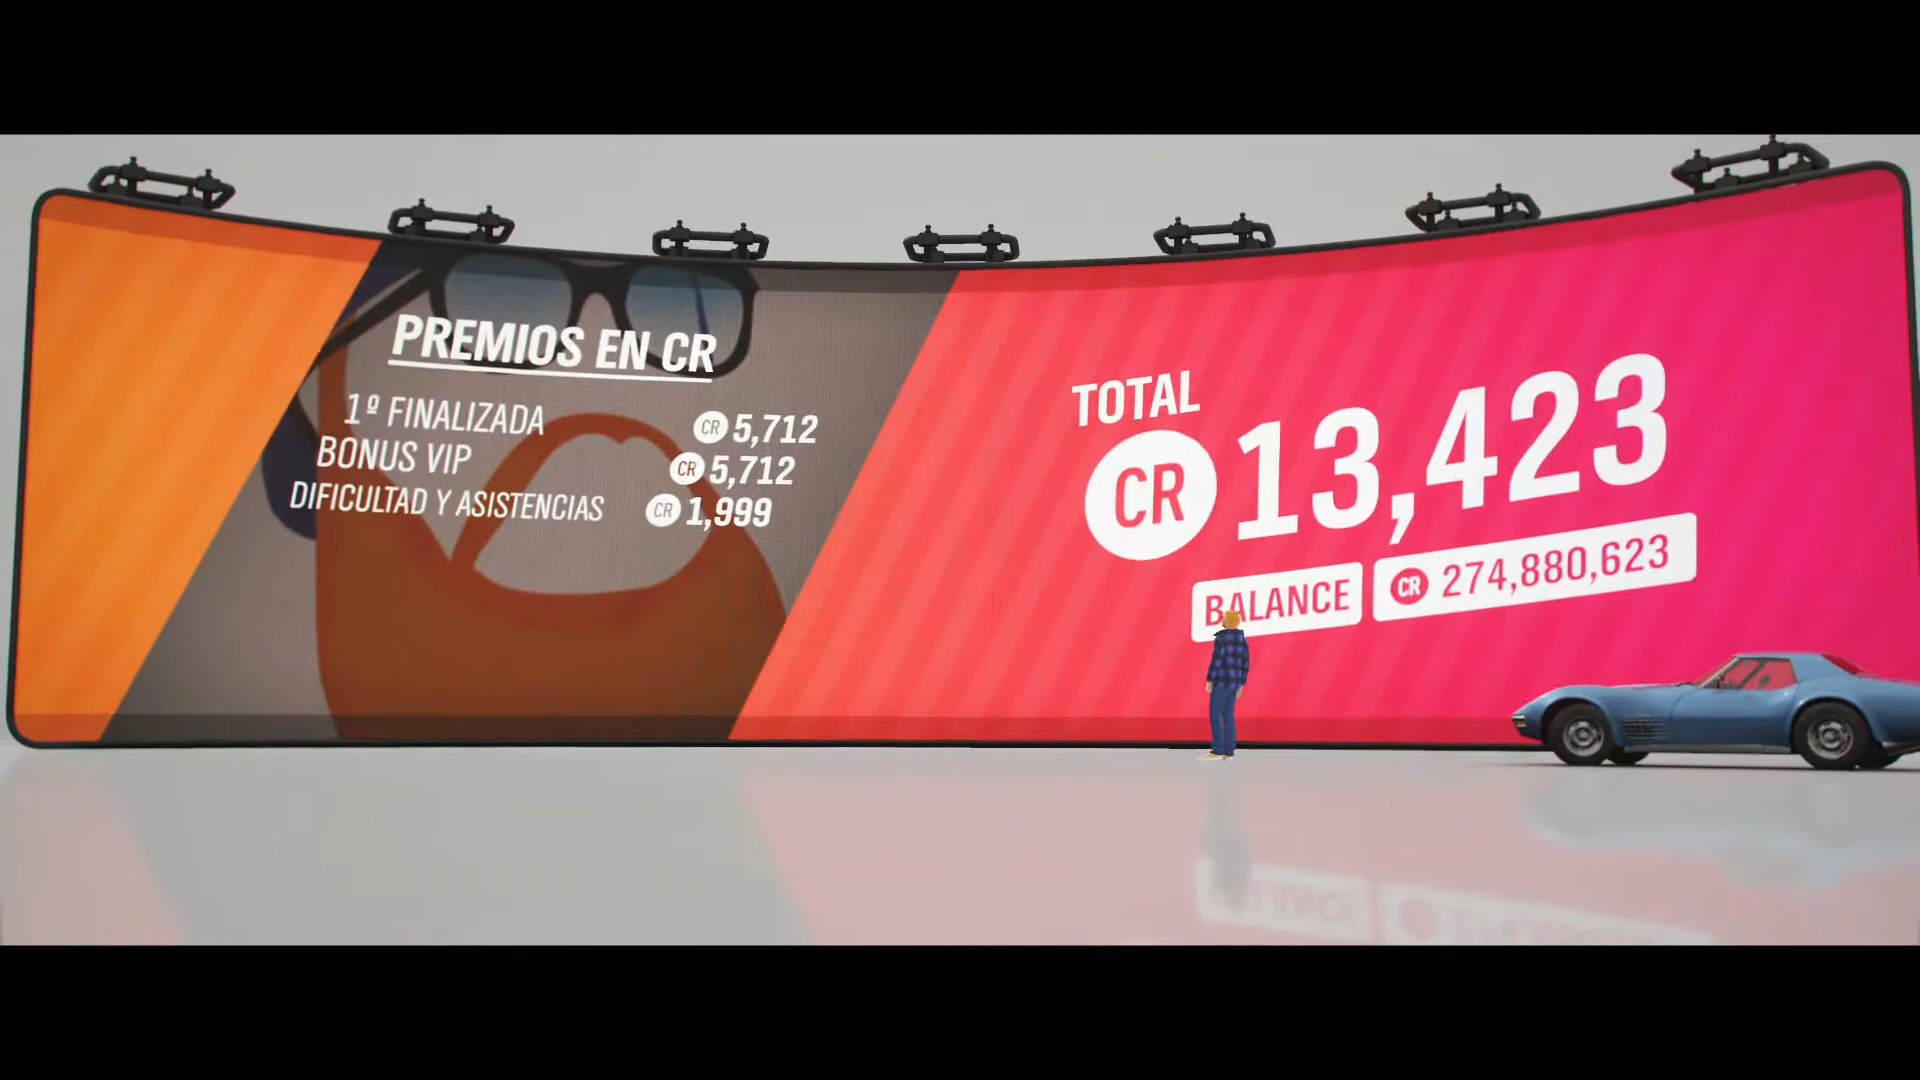 PREMIOS EN CR
1º FINALIZADA CR 5,712
BONUS VIP CR 5,712
DIFICULTAD Y ASISTENCIAS CR 1,999
TOTAL
CR 13,423
BALANCE CR 274,880,623